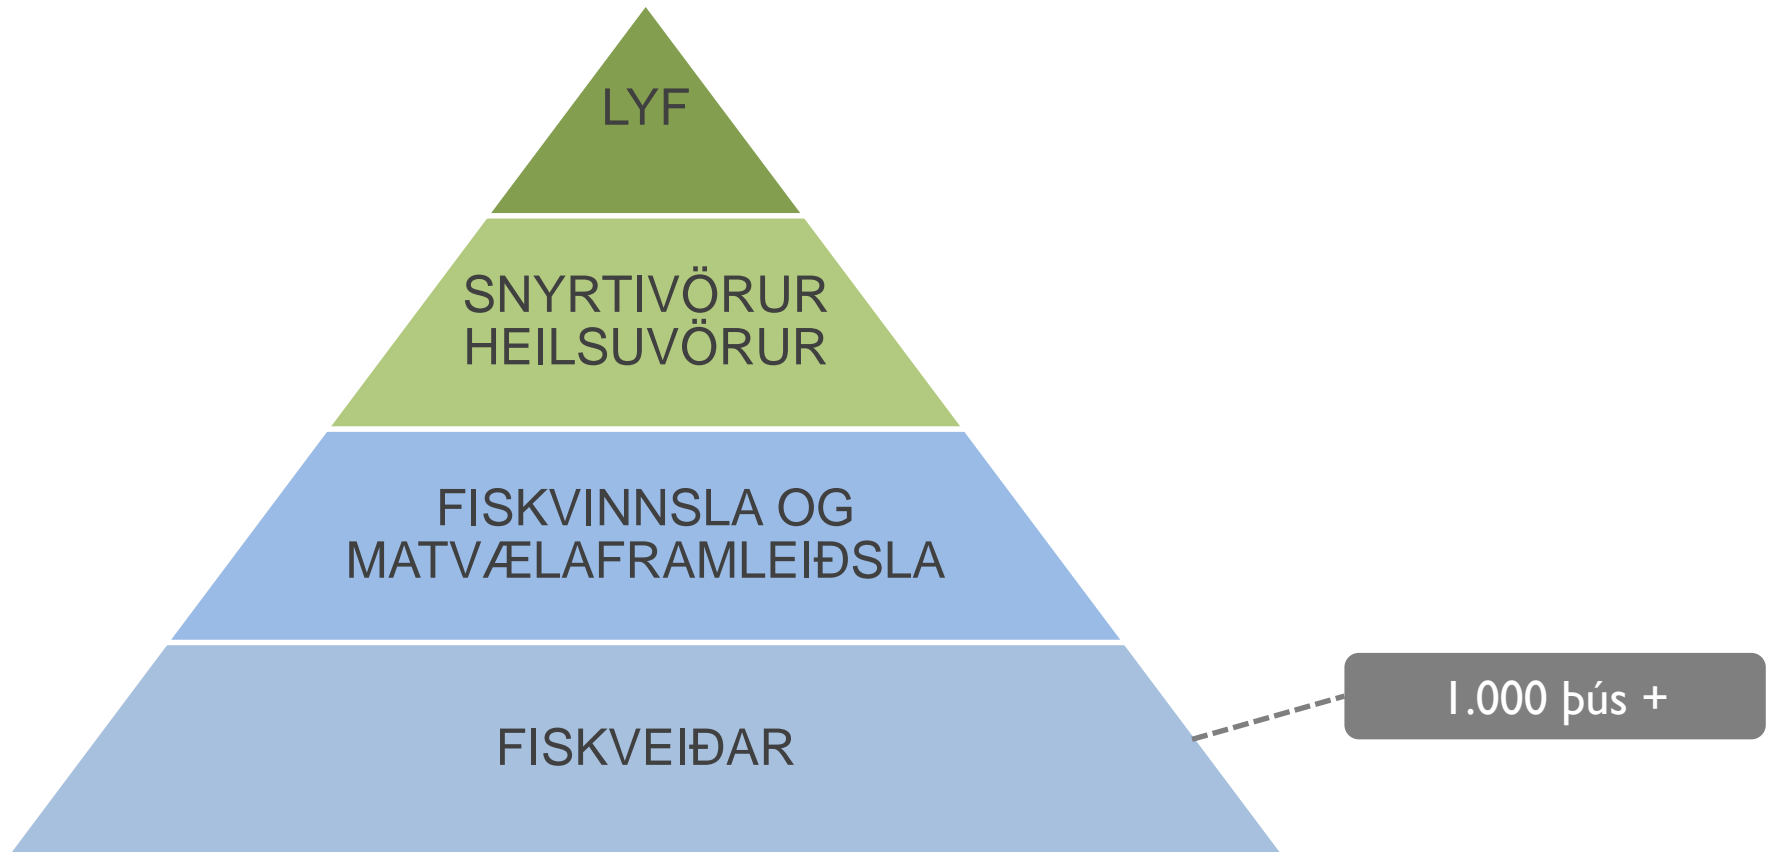 LYF
SNYRTIVÖRUR
HEILSUVÖRUR
FISKVINNSLA OG
MATVÆLAFRAMLEIÐSLA
FISKVEIÐAR
1.000 þús +